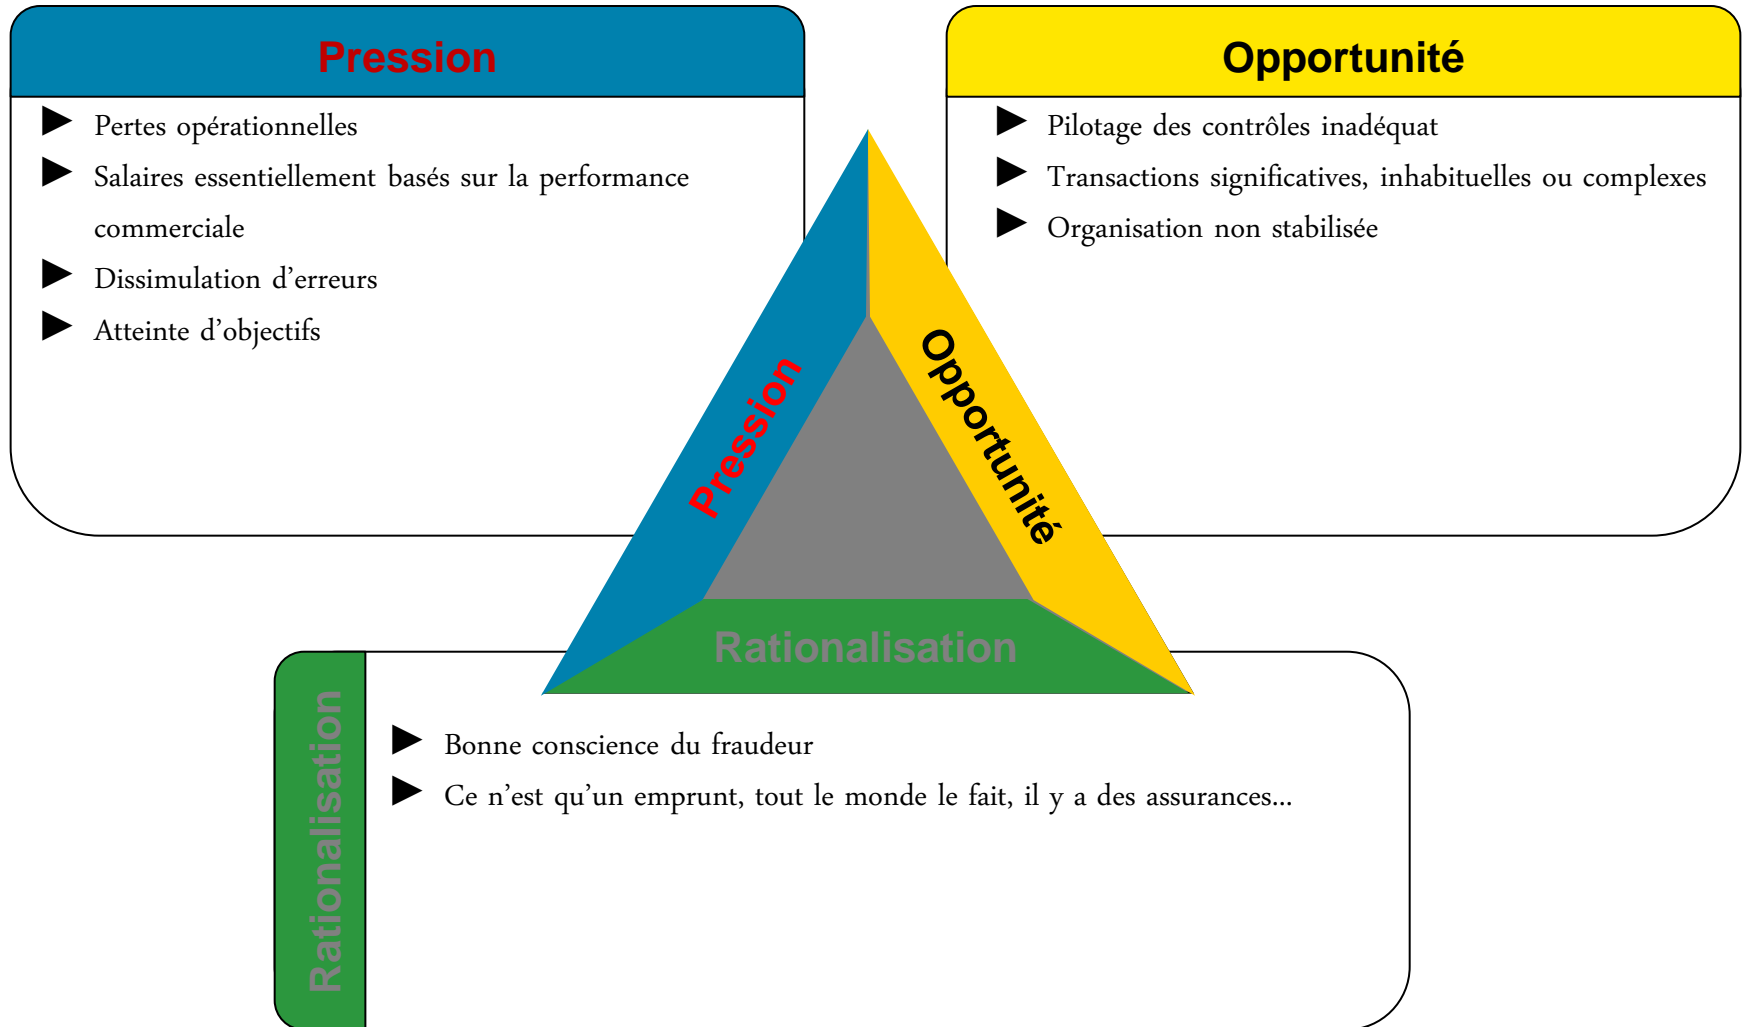 Pression
Pertes opérationnelles
Salaires essentiellement basés sur la performance
commerciale
Dissimulation d’erreurs
Atteinte d’objectifs
Opportunité
Pilotage des contrôles inadéquat
Transactions significatives, inhabituelles ou complexes
Organisation non stabilisée
Pression
Opportunité
Rationalisation
Rationalisation
Bonne conscience du fraudeur
Ce n’est qu’un emprunt, tout le monde le fait, il y a des assurances…